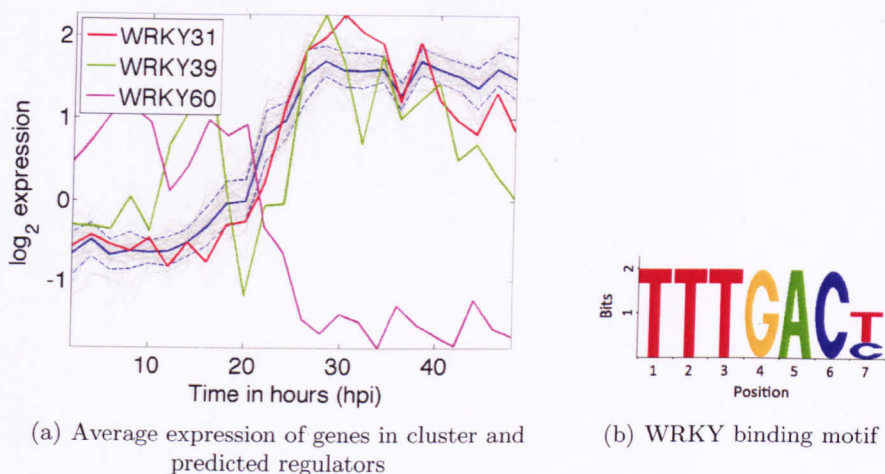 WRKY31
WRKY39
WRKY60
log2 expression
2
1
0
-1
10 20 30 40
Time in hours (hpi)
(a) Average expression of genes in cluster and
predicted regulators
Bits
2
1
TTTGACT
C
1 2 3 4 5 6 7
Position
(b) WRKY binding motif